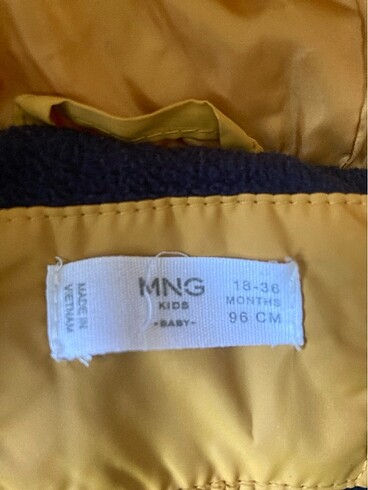 MADE IN
VIETNAM
MNG
KIDS
-BABY-
18-36
MONTHS
96 CM